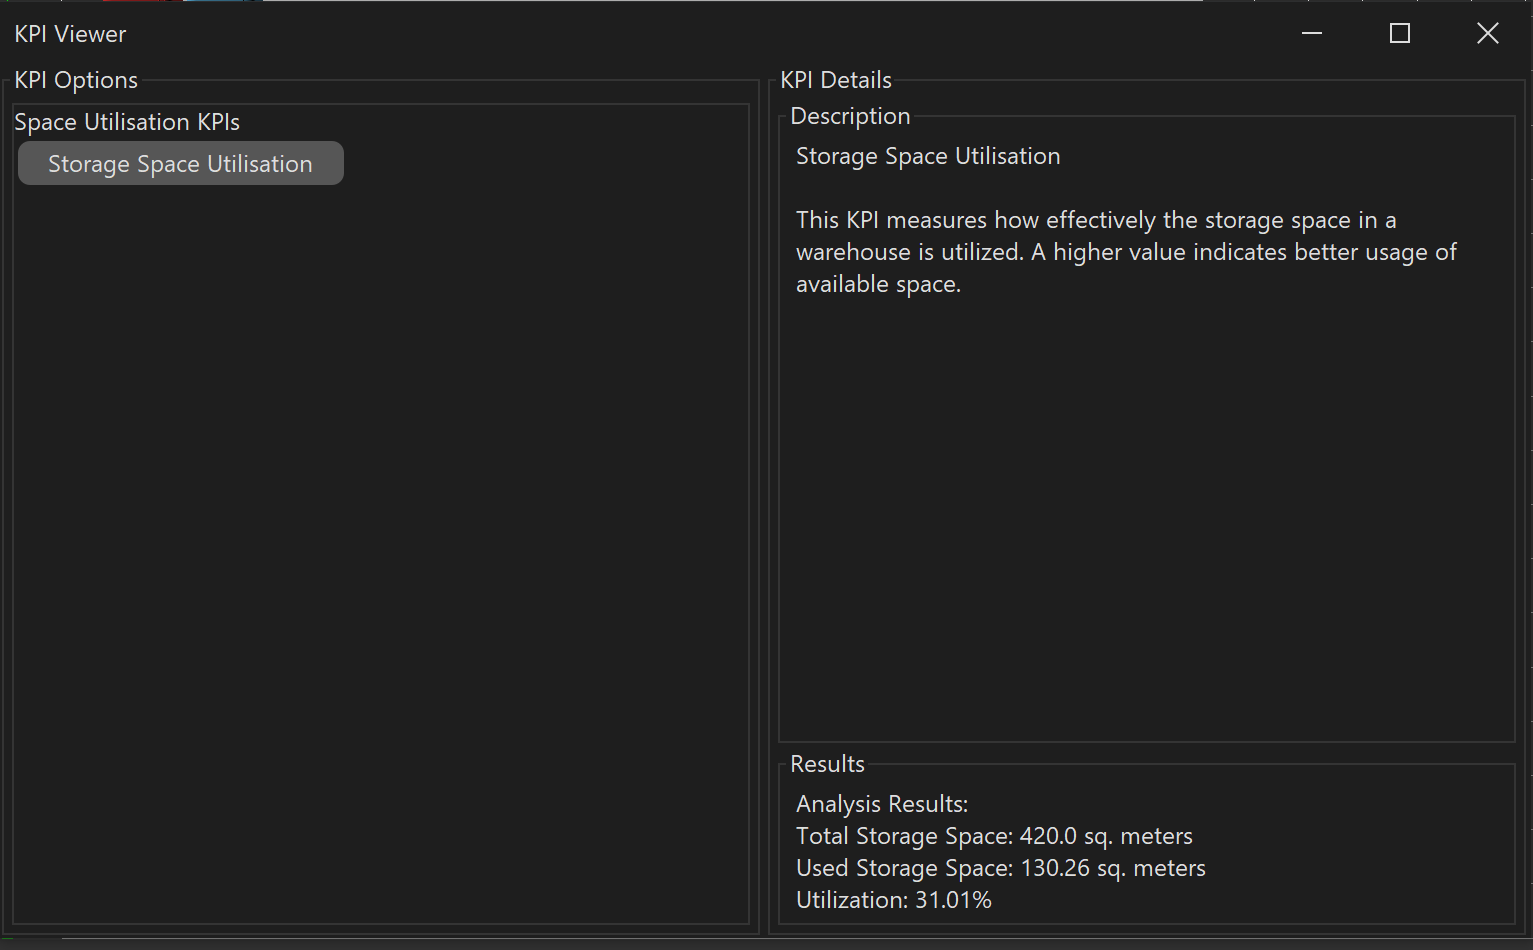 KPI Viewer
KPI Options
Space Utilisation KPIs
Storage Space Utilisation
KPI Details
Description
Storage Space Utilisation
This KPI measures how effectively the storage space in a
warehouse is utilized. A higher value indicates better usage of
available space.
Results
Analysis Results:
Total Storage Space: 420.0 sq. meters
Used Storage Space: 130.26 sq. meters
Utilization: 31.01%